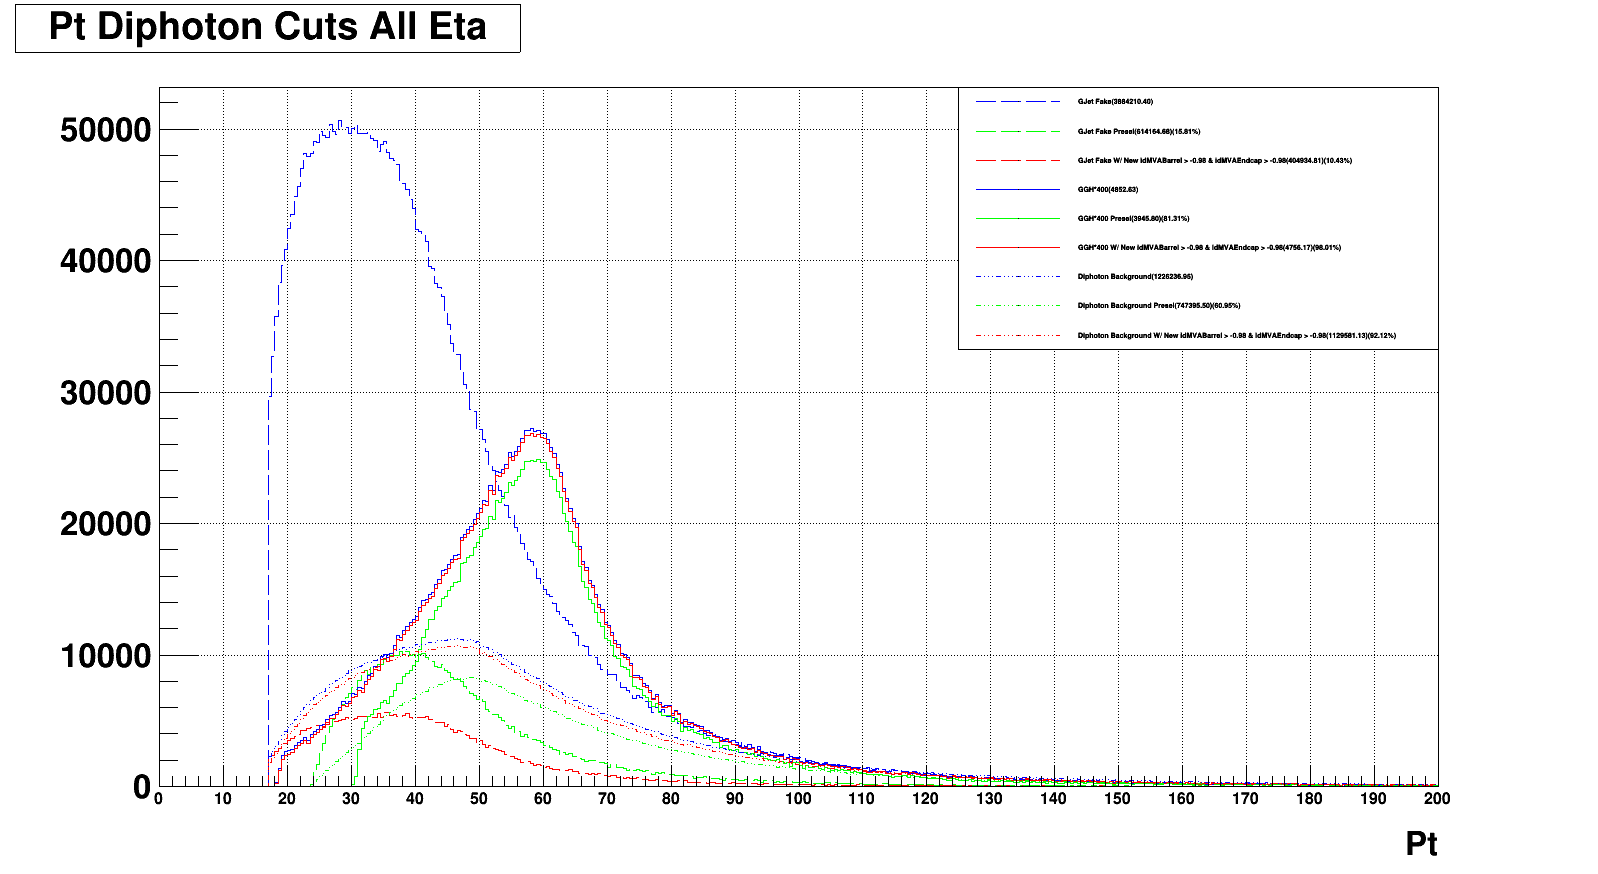 Pt Diphoton Cuts All Eta
GJet Fake(3884210.40)
GJet Fake Presel(614164.68)(15.81%)
GJet Fake W/ New idMVABarrel > -0.98 & idMVAEndcap > -0.98(404934.81)(10.43%)
GGH*400(4852.63)
GGH*400 Presel(3945.80)(81.31%)
GGH*400 W/ New idMVABarrel > -0.98 & idMVAEndcap > -0.98(4756.17)(98.01%)
Diphoton Background(1226236.95)
Diphoton Background Presel(747395.50)(60.95%)
Diphoton Background W/ New idMVABarrel > -0.98 & idMVAEndcap > -0.98(1129581.13)(92.12%)
50000
40000
30000
20000
10000
0
0 10 20 30 40 50 60 70 80 90 100 110 120 130 140 150 160 170 180 190 200
Pt